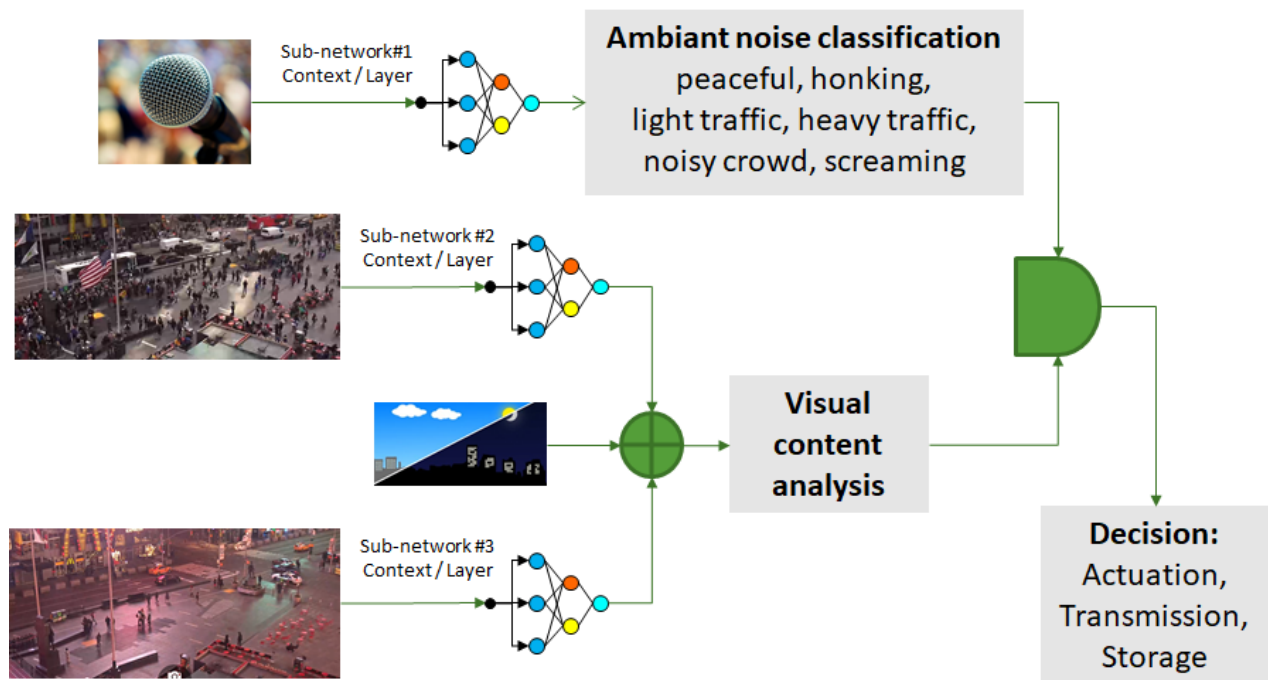 Sub-network#1
Context / Layer
Ambiant noise classification
peaceful, honking,
light traffic, heavy traffic,
noisy crowd, screaming
Sub-network #2
Context / Layer
Visual
content
analysis
Sub-network #3
Context / Layer
Decision:
Actuation,
Transmission,
Storage